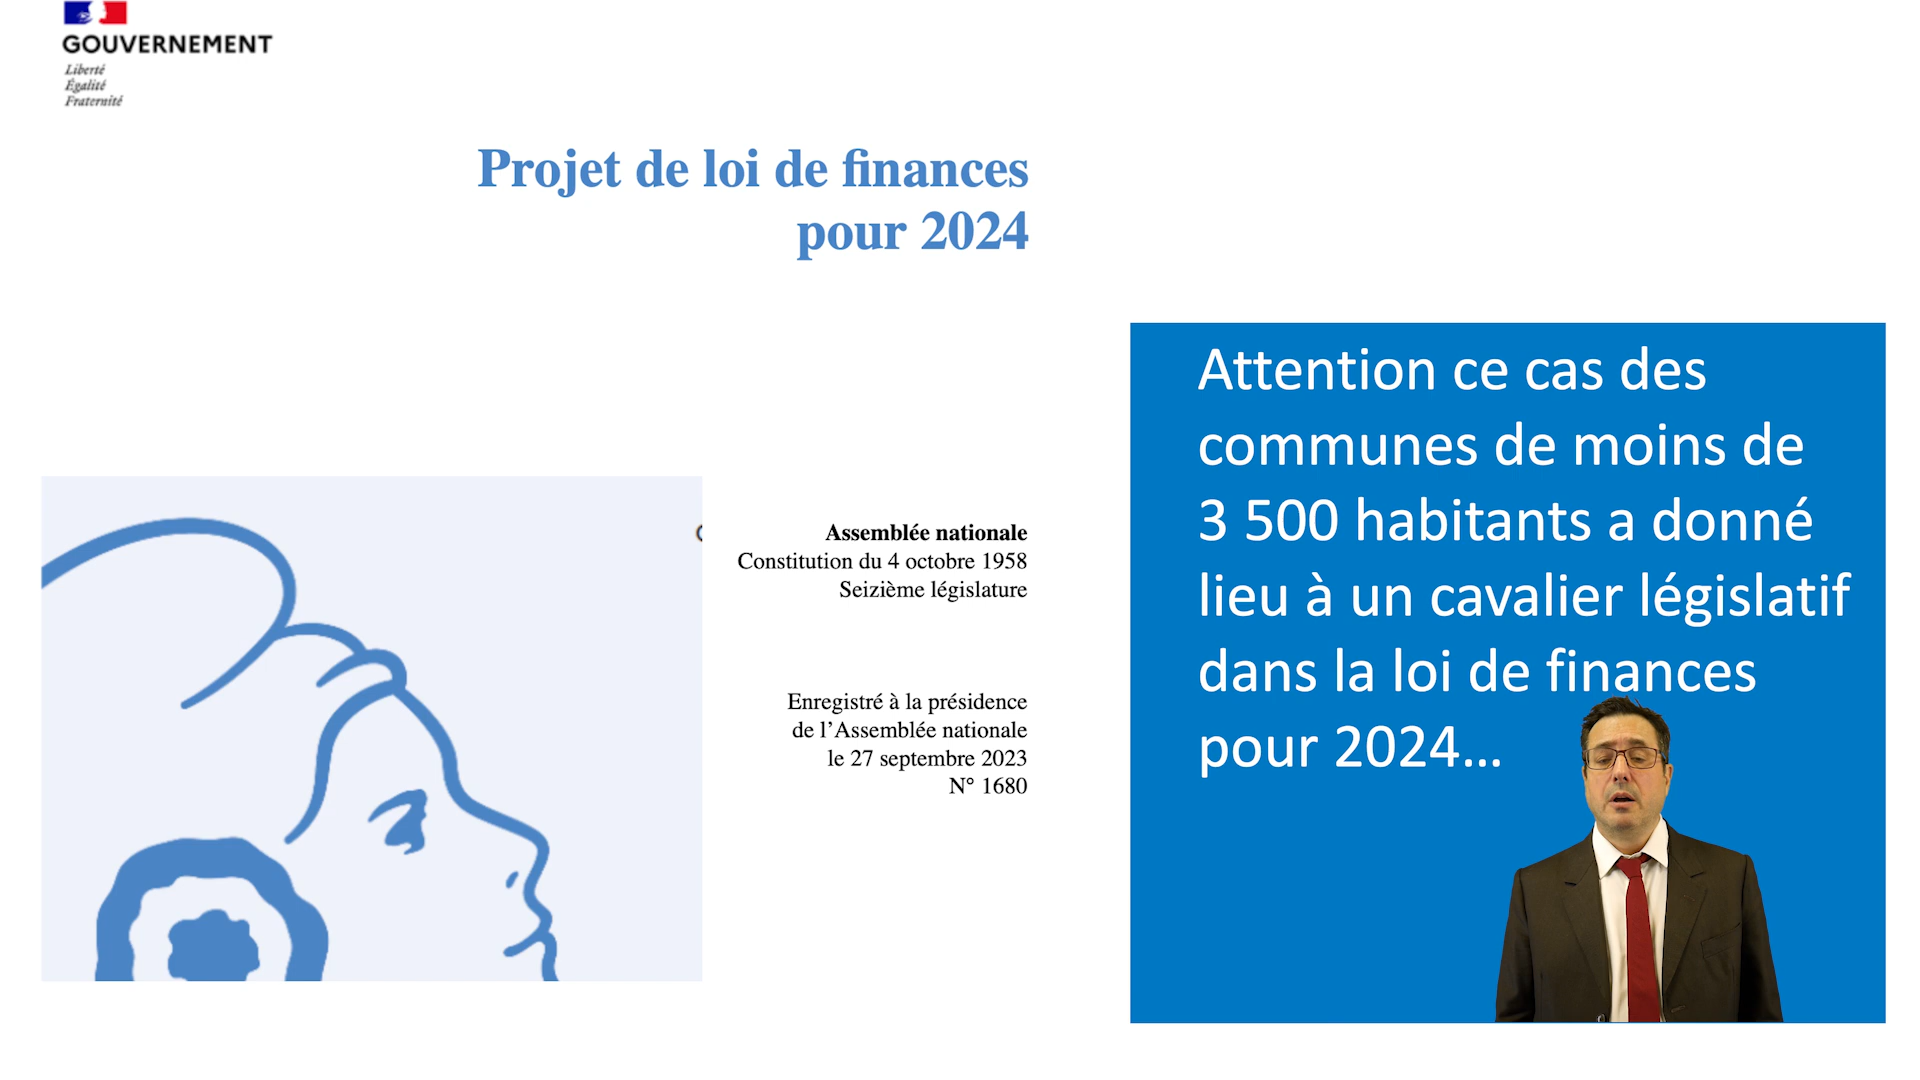 GOUVERNEMENT
Liberté
Égalité
Fraternité
Projet de loi de finances
pour 2024
Assemblée nationale
Constitution du 4 octobre 1958
Seizième législature
Enregistré à la présidence
de l’Assemblée nationale
le 27 septembre 2023
N° 1680
Attention ce cas des
communes de moins de
3 500 habitants a donné
lieu à un cavalier législatif
dans la loi de finances
pour 2024…